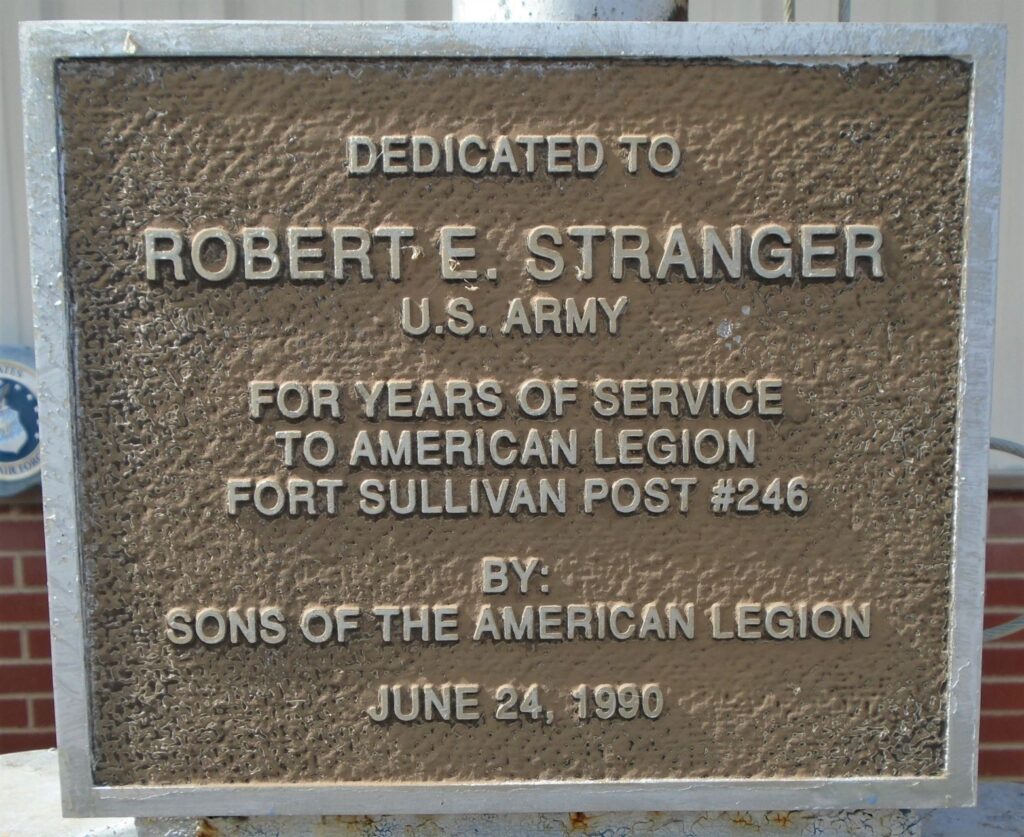 DEDICATED TO
ROBERT E. STRANGER
U.S. ARMY
FOR YEARS OF SERVICE
TO AMERICAN LEGION
FORT SULLIVAN POST #246
BY:
SONS OF THE AMERICAN LEGION
JUNE 24, 1990